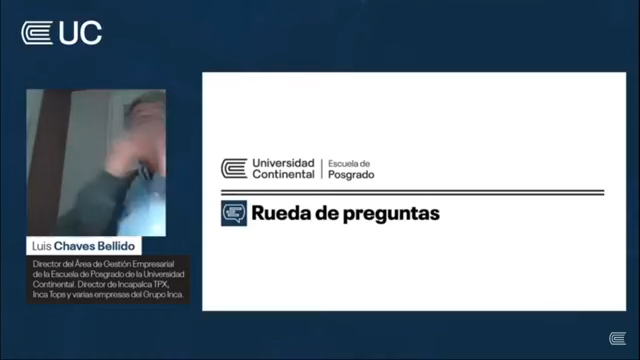 UC
Universidad
Continental
Escuela de
Posgrado
Rueda de preguntas
Luis Chaves Bellido
Director del Área de Gestión Empresarial
de la Escuela de Posgrado de la Universidad
Continental. Director de Incapalca TPX,
Inca Tops y varias empresas del Grupo Inca.